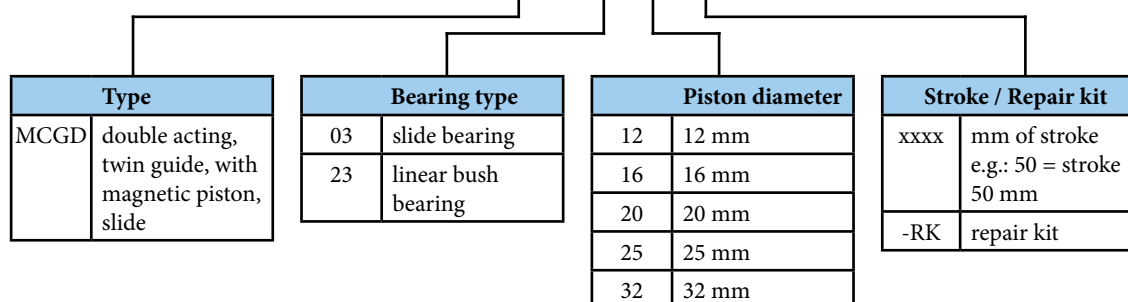 Type
MCGD double acting,
twin guide, with
magnetic piston,
slide
Bearing type
03 slide bearing
23 linear bush
bearing
Piston diameter
12 12 mm
16 16 mm
20 20 mm
25 25 mm
32 32 mm
Stroke / Repair kit
xxxx mm of stroke
e.g.: 50 = stroke
50 mm
-RK repair kit